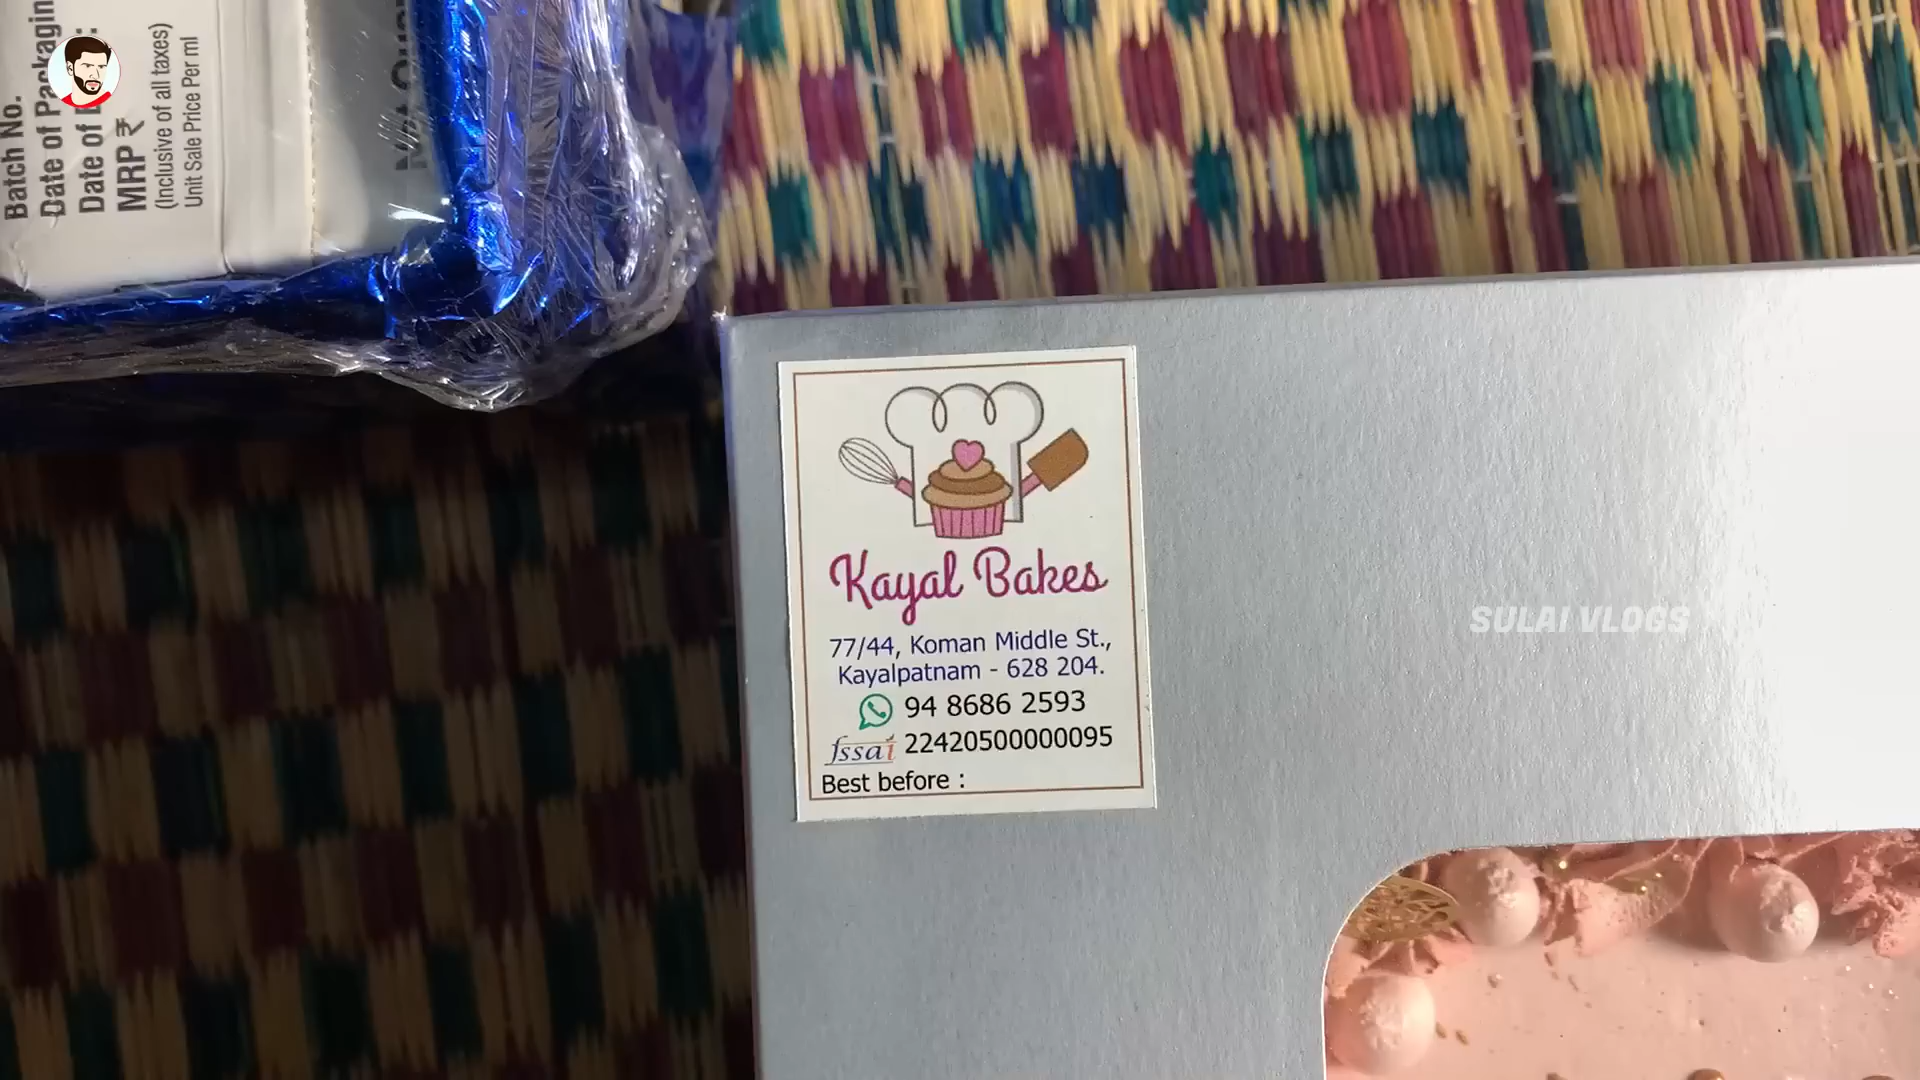 Batch No.
Date of Packaging
Date of
MRP ₹
(Inclusive of all taxes)
Unit Sale Price Per ml
Kayal Bakes
77/44, Koman Middle St.,
Kayalpatnam - 628 204.
94 8686 2593
fssai 22420500000095
Best before :
SULAI VLOGS